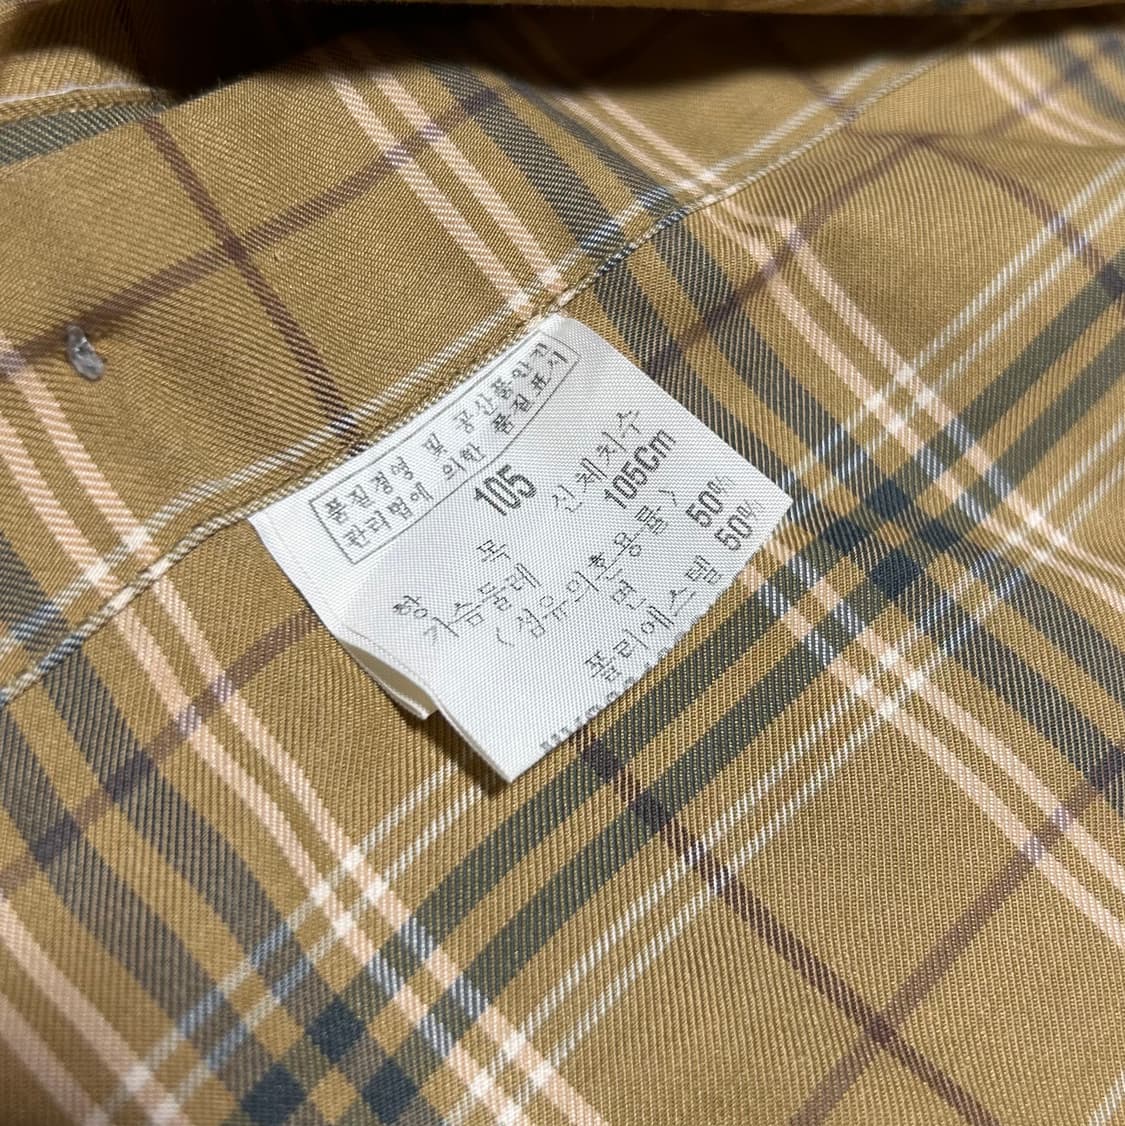 품질경영 및 공산품안전
관리법에 의한 품질표시
105
항 목 신체치수
가슴둘레 105Cm
<섬유의혼용률>
면 50%
폴리에스텔 50%